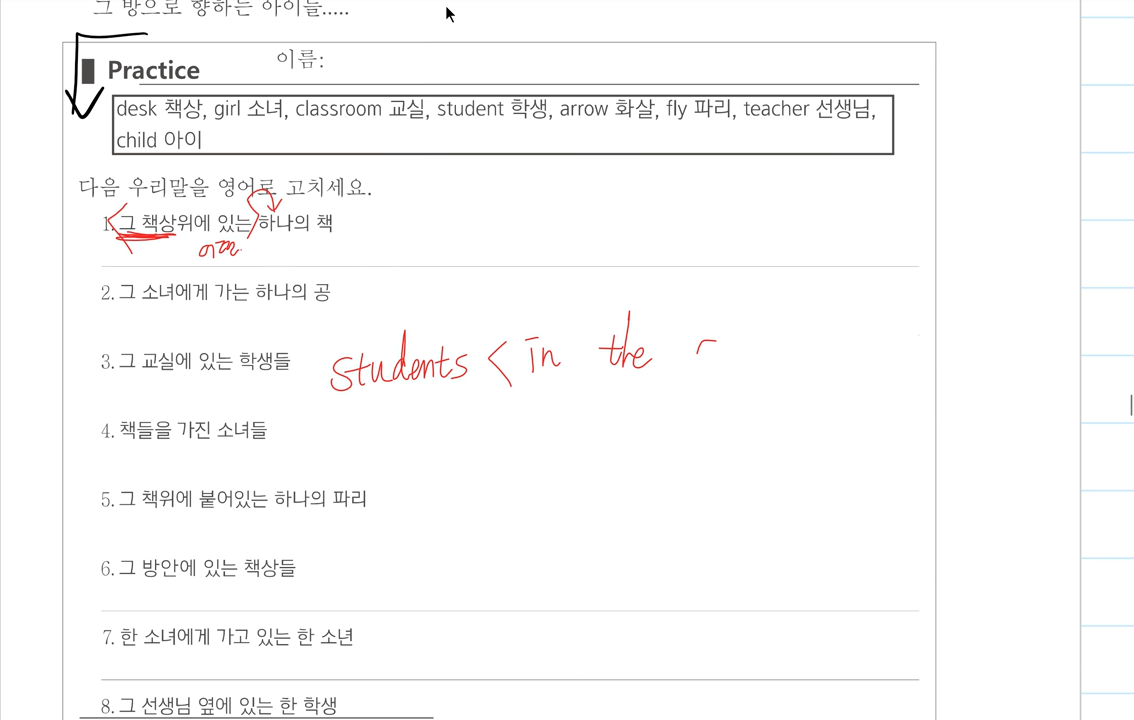 그 방으로 향하는 아이들.....
Practice 이름:
desk 책상, girl 소녀, classroom 교실, student 학생, arrow 화살, fly 파리, teacher 선생님,
child 아이
다음 우리말을 영어로 고치세요.
1. 그 책상위에 있는 하나의 책
2. 그 소녀에게 가는 하나의 공
3. 그 교실에 있는 학생들 students < in the
4. 책들을 가진 소녀들
5. 그 책위에 붙어있는 하나의 파리
6. 그 방안에 있는 책상들
7. 한 소녀에게 가고 있는 한 소년
8. 그 선생님 옆에 있는 한 학생